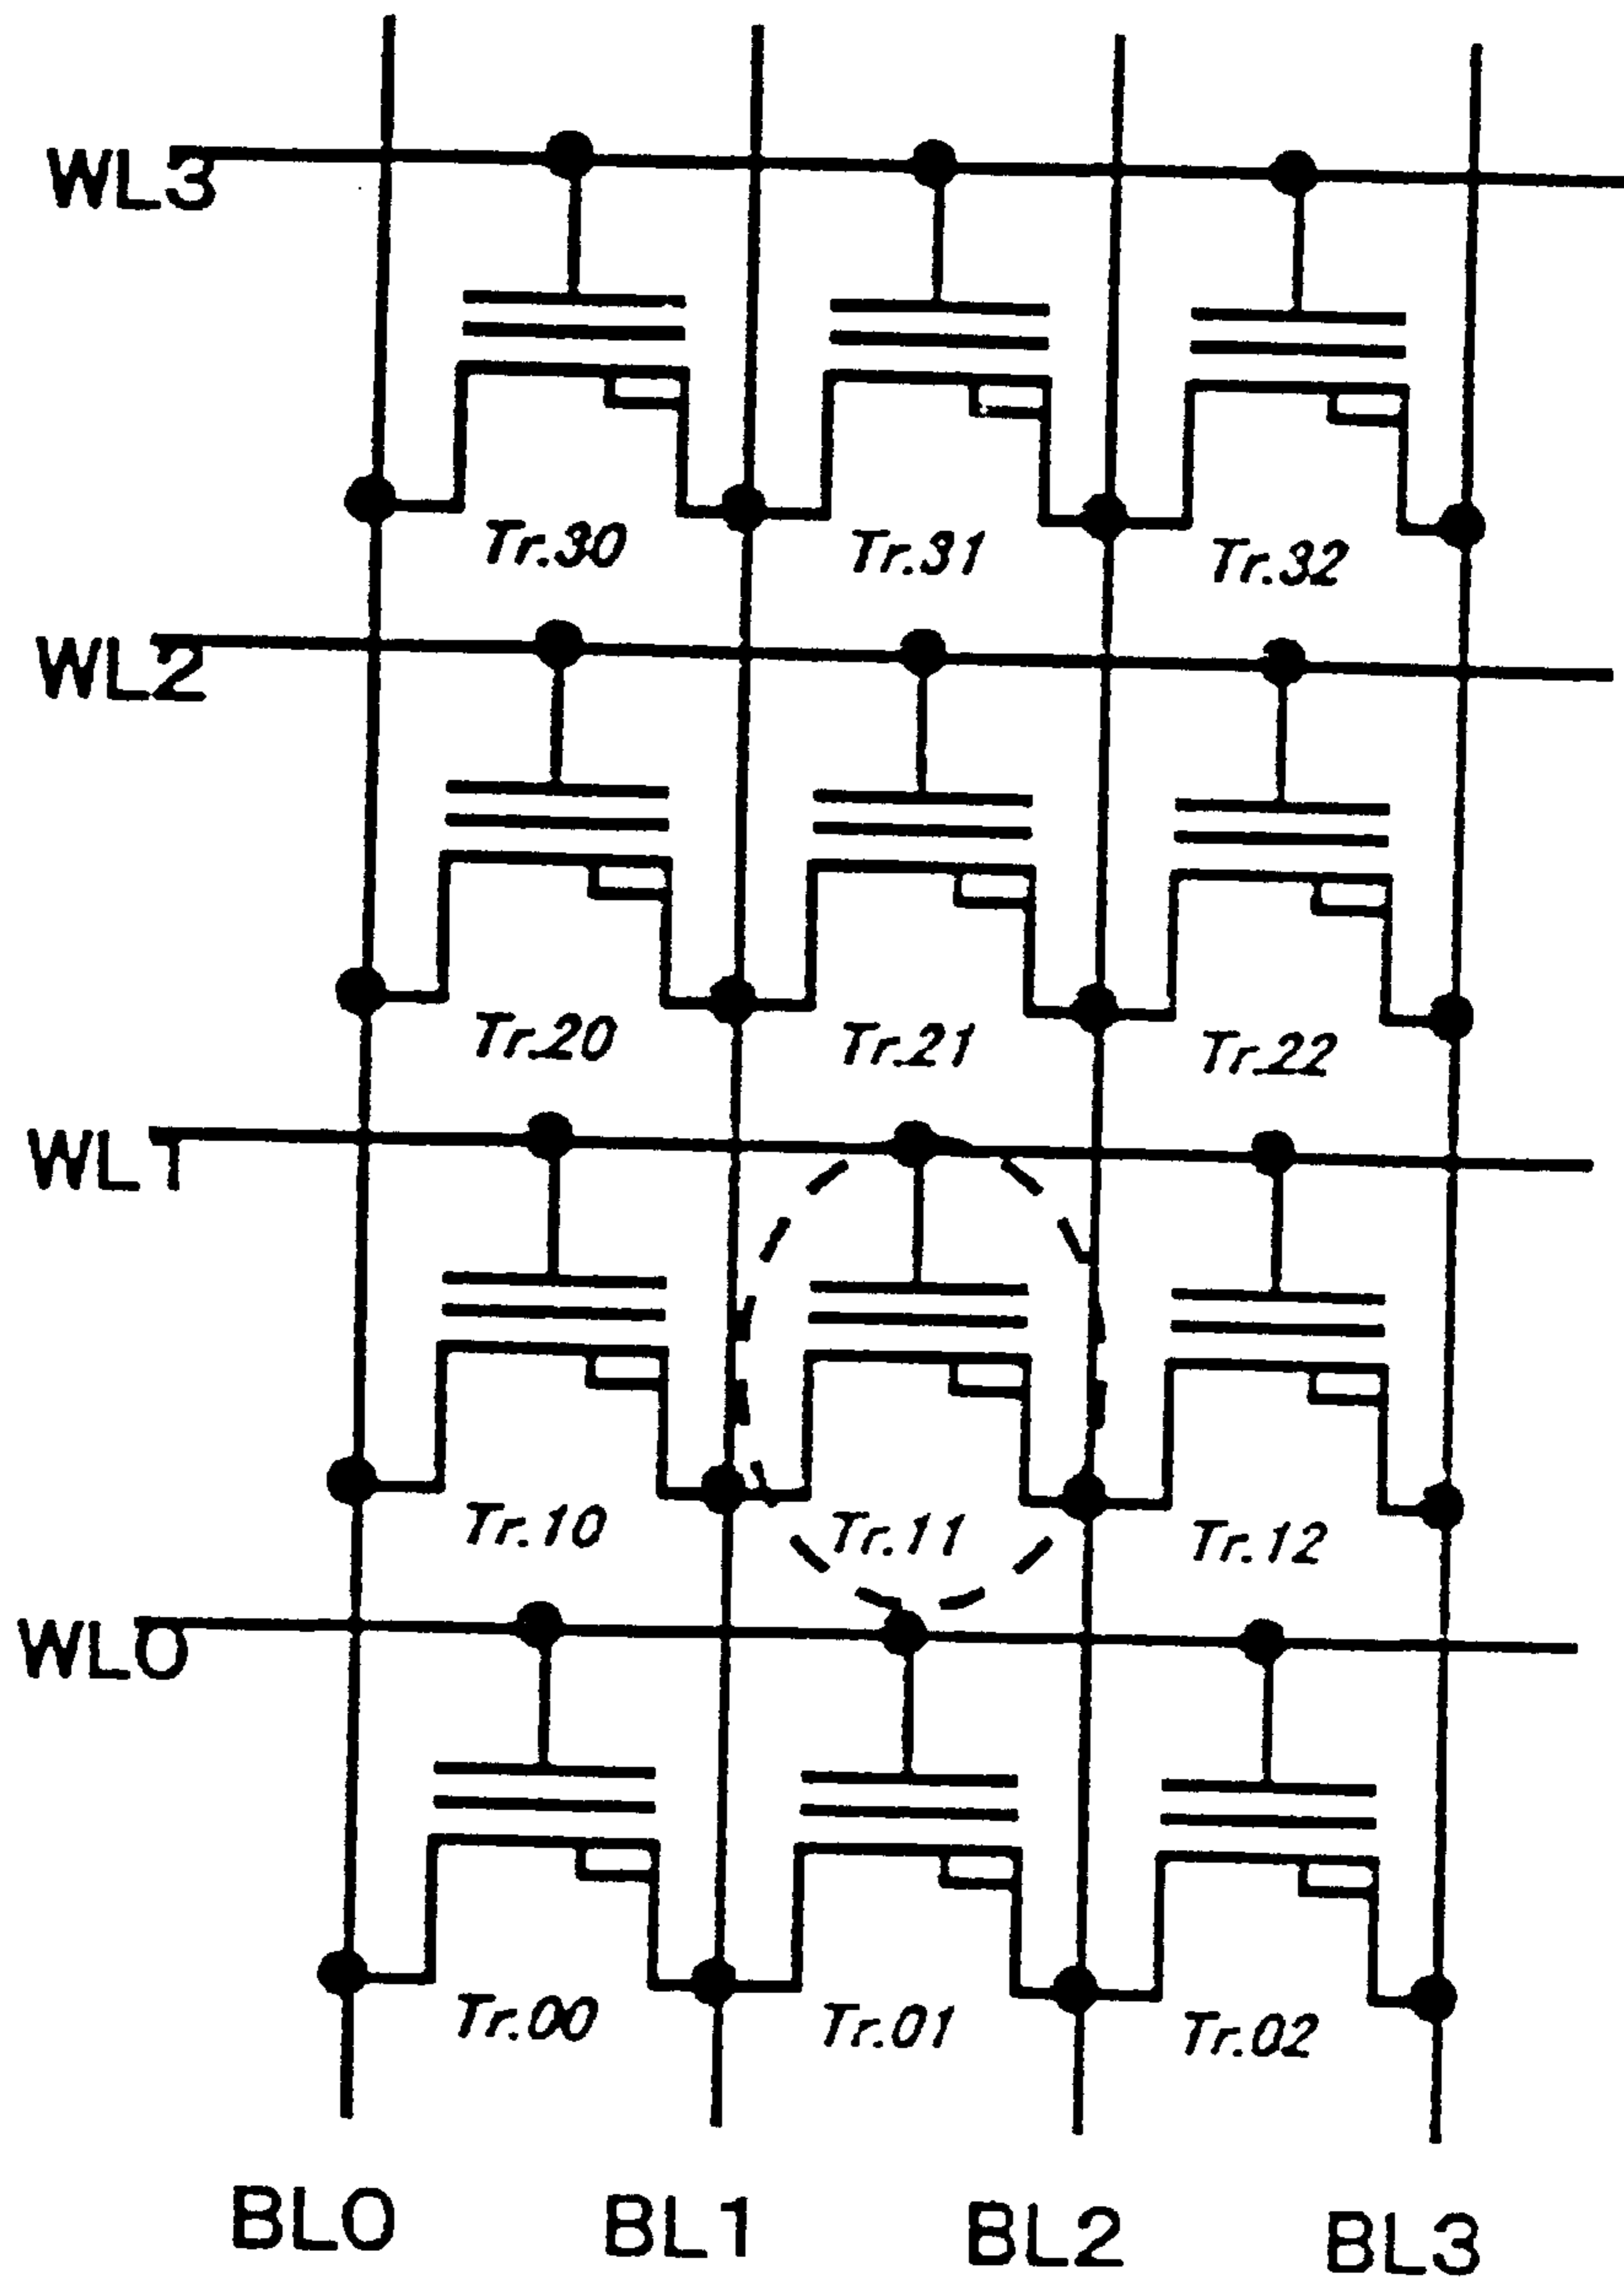 WL3
Tr.30 Tr.31 Tr.32
WL2
Tr.20 Tr.21 Tr.22
WL1
Tr.10 Tr.11 Tr.12
WL0
Tr.00 Tr.01 Tr.02
BL0 BL1 BL2 BL3